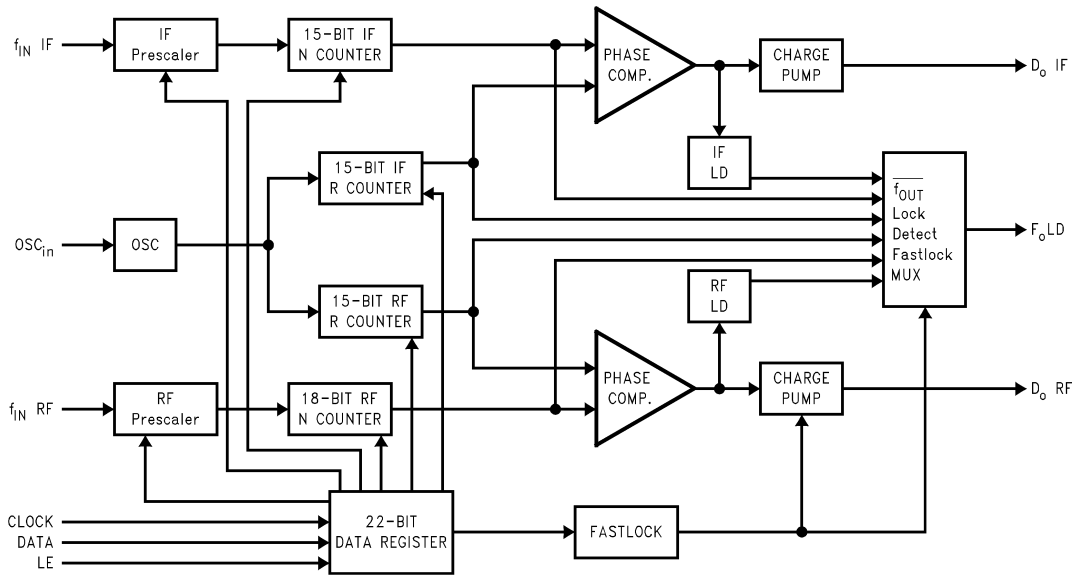 f_IN IF
IF
Prescaler
15-BIT IF
N COUNTER
PHASE
COMP.
CHARGE
PUMP
D_o IF
IF
LD
15-BIT IF
R COUNTER
OSC_in
OSC
f_OUT
Lock
Detect
Fastlock
MUX
F_oLD
15-BIT RF
R COUNTER
RF
LD
f_IN RF
RF
Prescaler
18-BIT RF
N COUNTER
PHASE
COMP.
CHARGE
PUMP
D_o RF
CLOCK
DATA
LE
22-BIT
DATA REGISTER
FASTLOCK